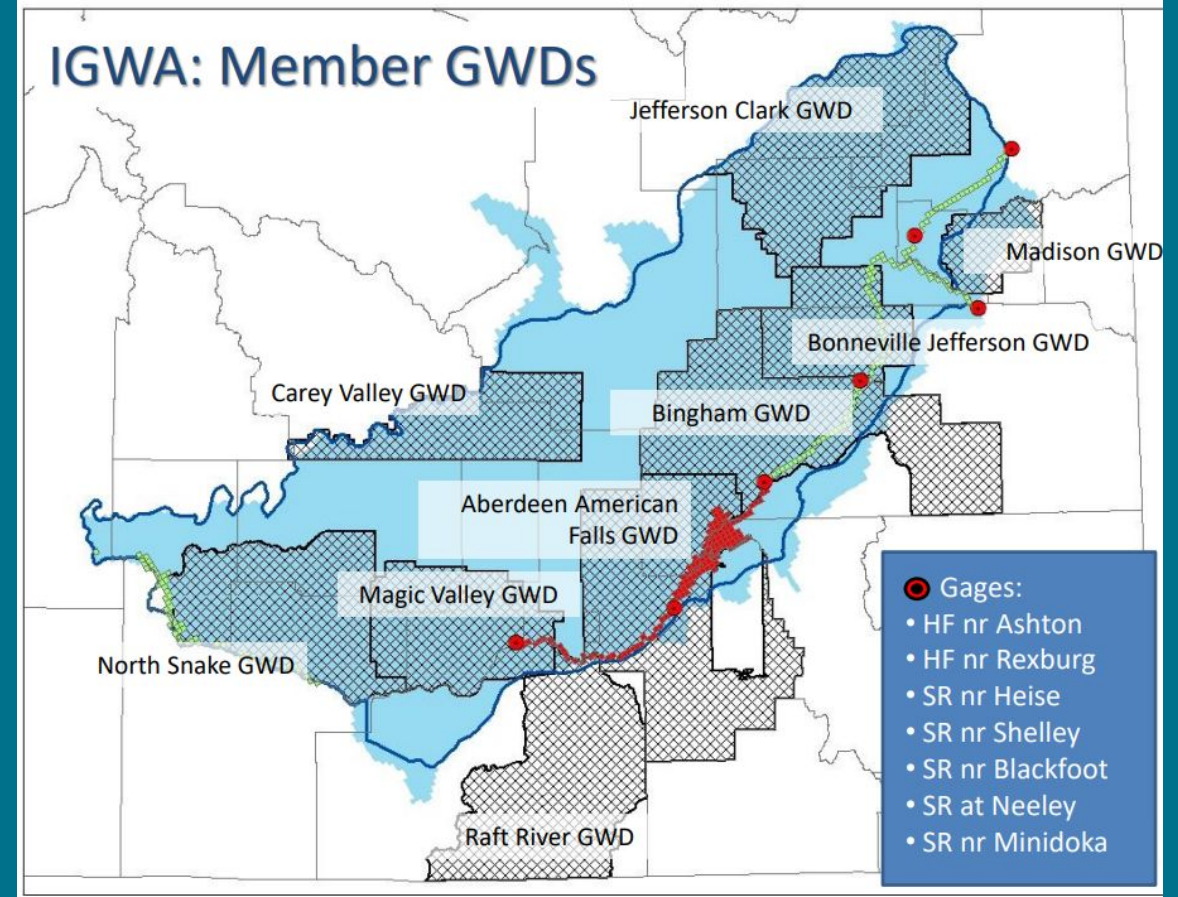 IGWA: Member GWDs
Jefferson Clark GWD
Madison GWD
Bonneville Jefferson GWD
Carey Valley GWD
Bingham GWD
Aberdeen American
Falls GWD
Magic Valley GWD
North Snake GWD
Raft River GWD
Gages:
• HF nr Ashton
• HF nr Rexburg
• SR nr Heise
• SR nr Shelley
• SR nr Blackfoot
• SR at Neeley
• SR nr Minidoka